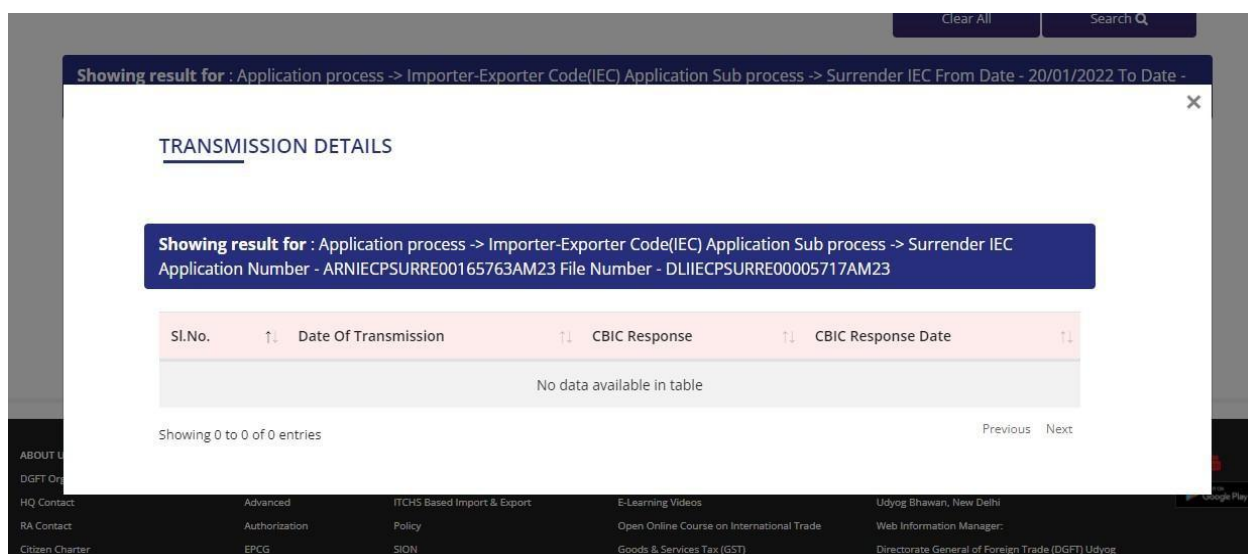 Clear All
Search
Showing result for : Application process -> Importer-Exporter Code(IEC) Application Sub process -> Surrender IEC From Date - 20/01/2022 To Date -
×
TRANSMISSION DETAILS
Showing result for : Application process -> Importer-Exporter Code(IEC) Application Sub process -> Surrender IEC
Application Number - ARNIECPSURRE00165763AM23 File Number - DLIIECPSURRE00005717AM23
Sl.No. Date Of Transmission CBIC Response CBIC Response Date
No data available in table
Showing 0 to 0 of 0 entries
Previous Next
ABOUT U
DGFT Org
HQ Contact Advanced ITCHS Based Import & Export E-Learning Videos Udyog Bhawan, New Delhi
Google Play
RA Contact Authorization Policy Open Online Course on International Trade Web Information Manager:
Citizen Charter EPCG SION Goods & Services Tax (GST) Directorate General of Foreign Trade (DGFT) Udyog